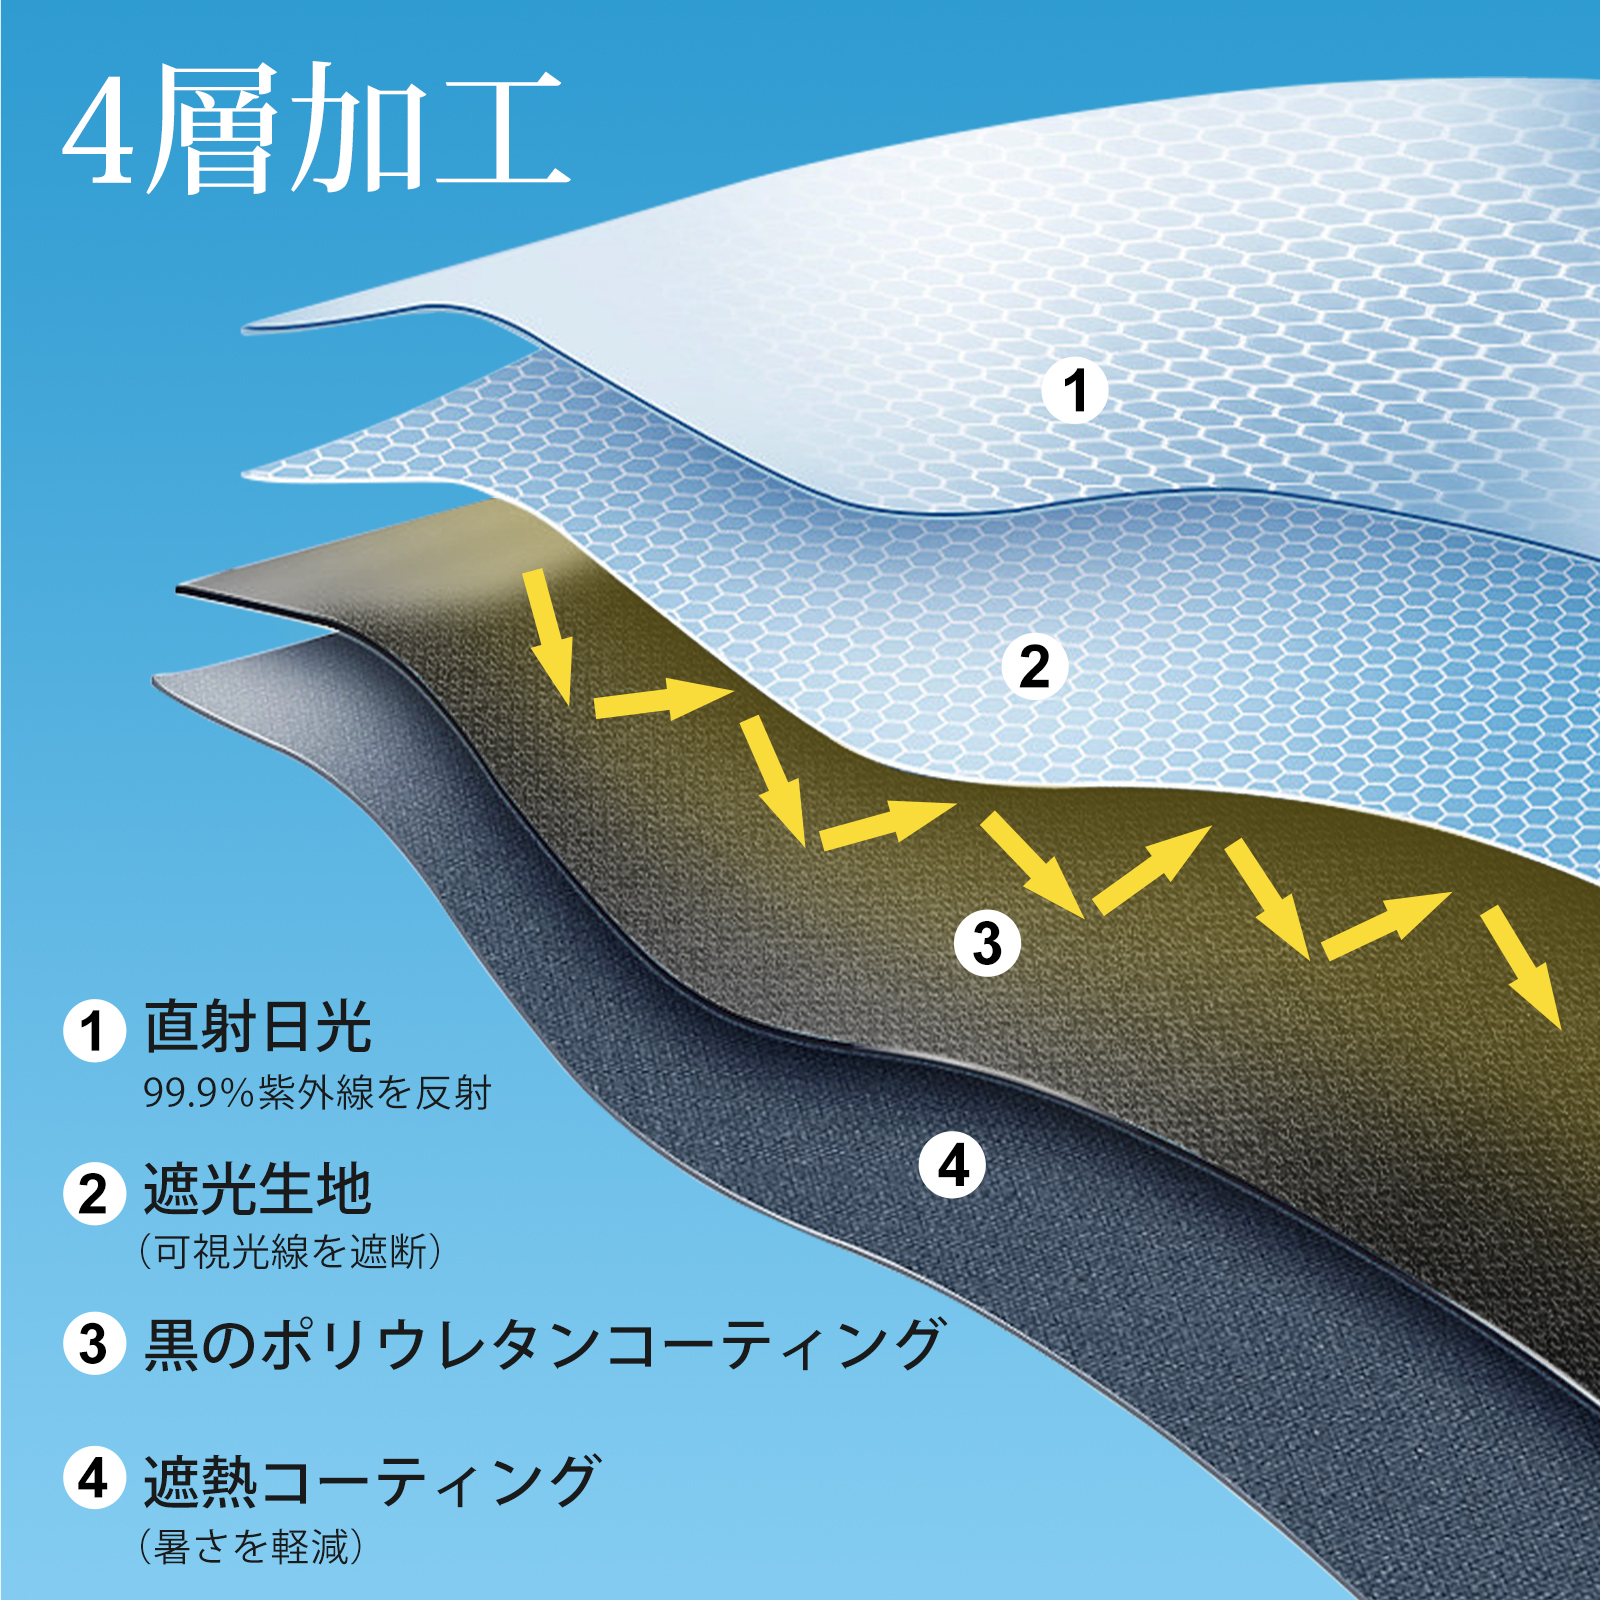 4層加工
1
2
3
4
1 直射日光
99.9%紫外線を反射
2 遮光生地
（可視光線を遮断）
3 黒のポリウレタンコーティング
4 遮熱コーティング
（暑さを軽減）